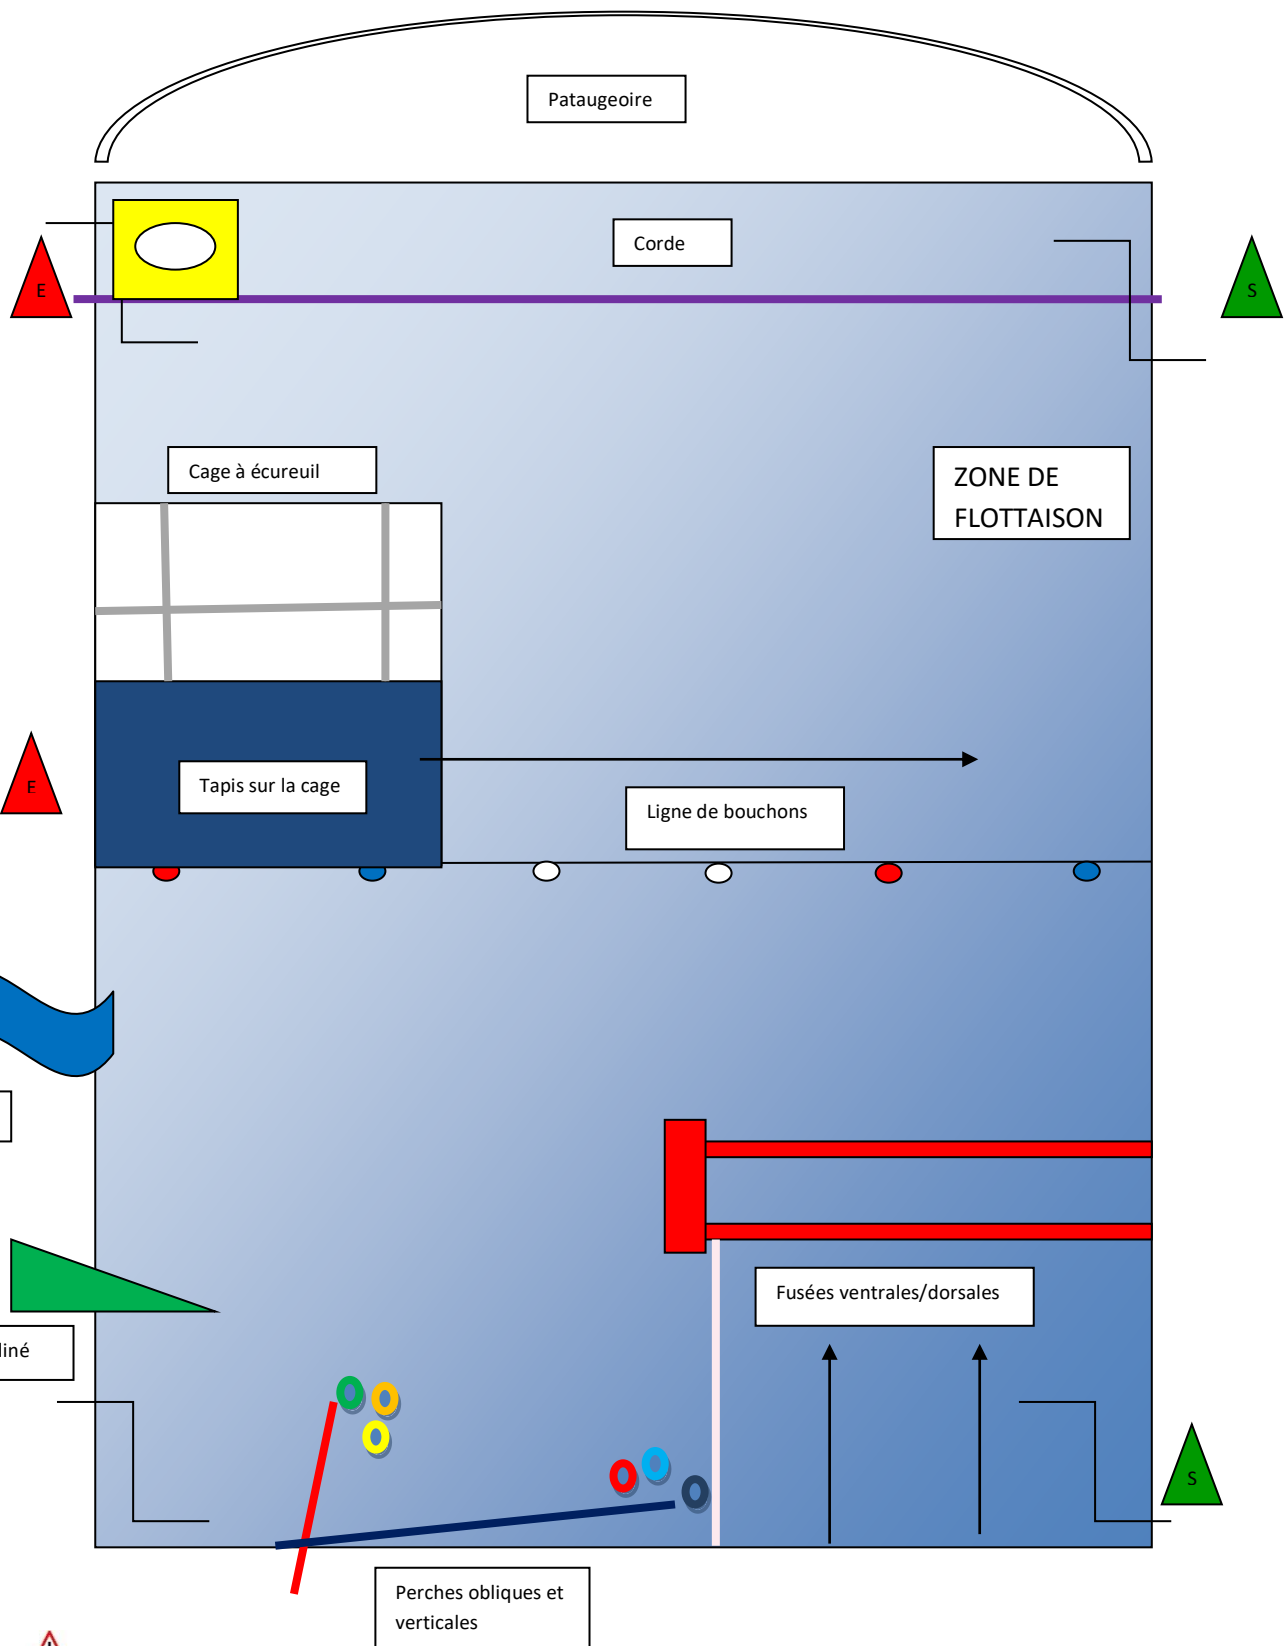 Pataugeoire
Corde
E
S
Cage à écureuil
ZONE DE
FLOTTAISON
E
Tapis sur la cage
Ligne de bouchons
Fusées ventrales/dorsales
liné
S
Perches obliques et
verticales